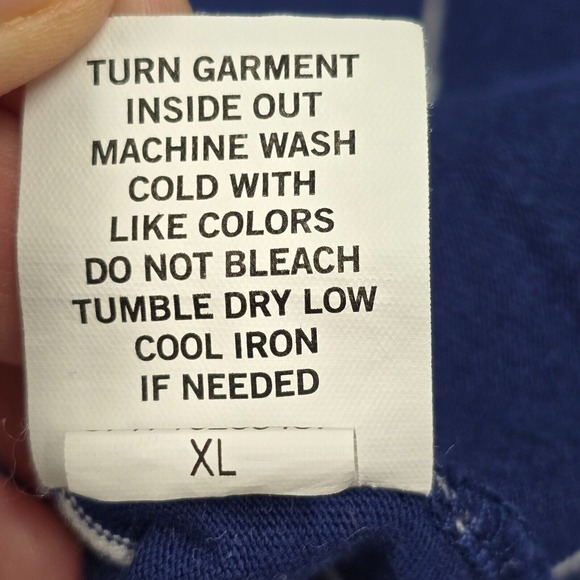 TURN GARMENT
INSIDE OUT
MACHINE WASH
COLD WITH
LIKE COLORS
DO NOT BLEACH
TUMBLE DRY LOW
COOL IRON
IF NEEDED
XL